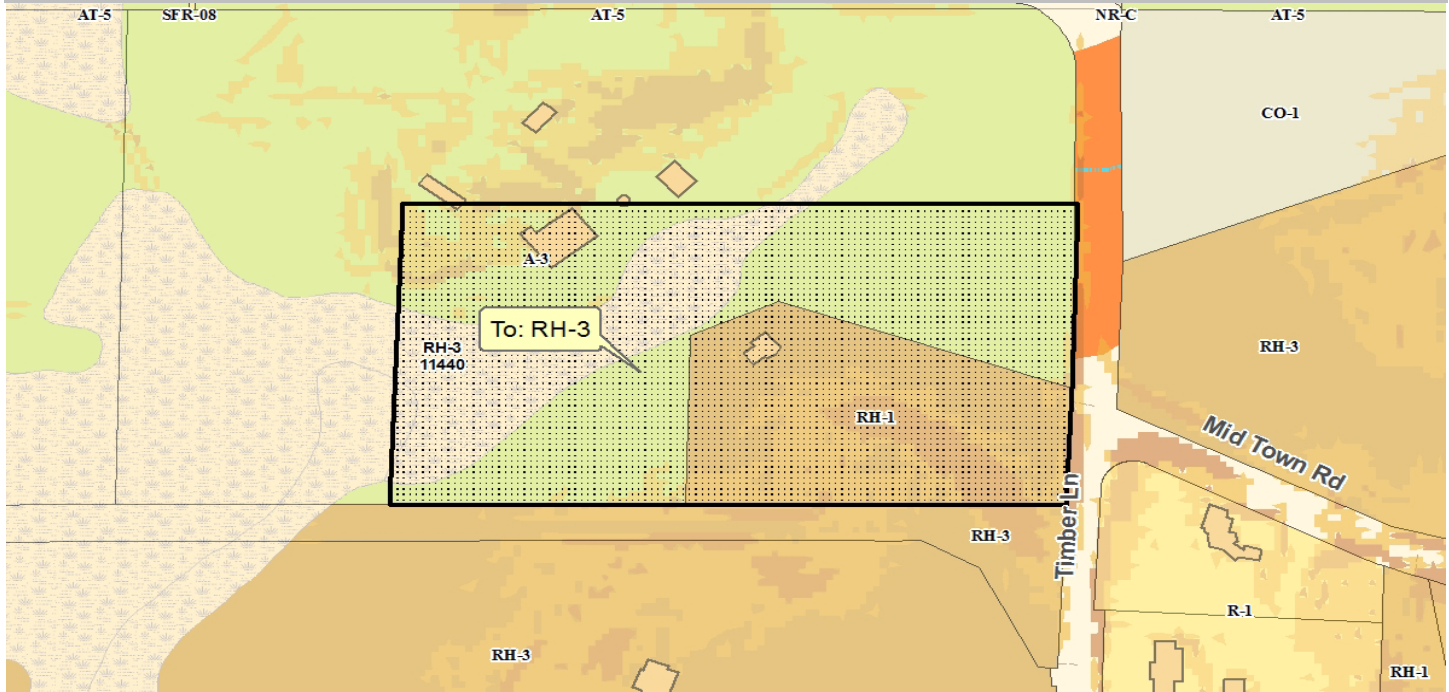 AT-5
SFR-08
AT-5
NR-C
AT-5
CO-1
A-3
To: RH-3
RH-3
11440
RH-3
RH-1
Mid Town Rd
Timber Ln
RH-3
R-1
RH-3
RH-1